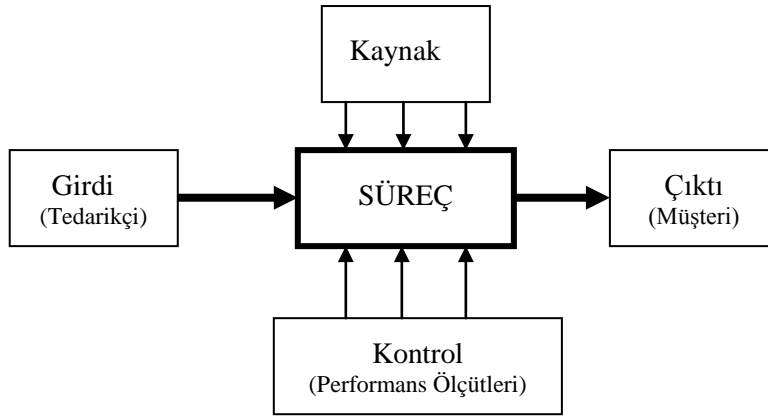 Kaynak
Girdi
(Tedarikçi)
SÜREÇ
Çıktı
(Müşteri)
Kontrol
(Performans Ölçütleri)